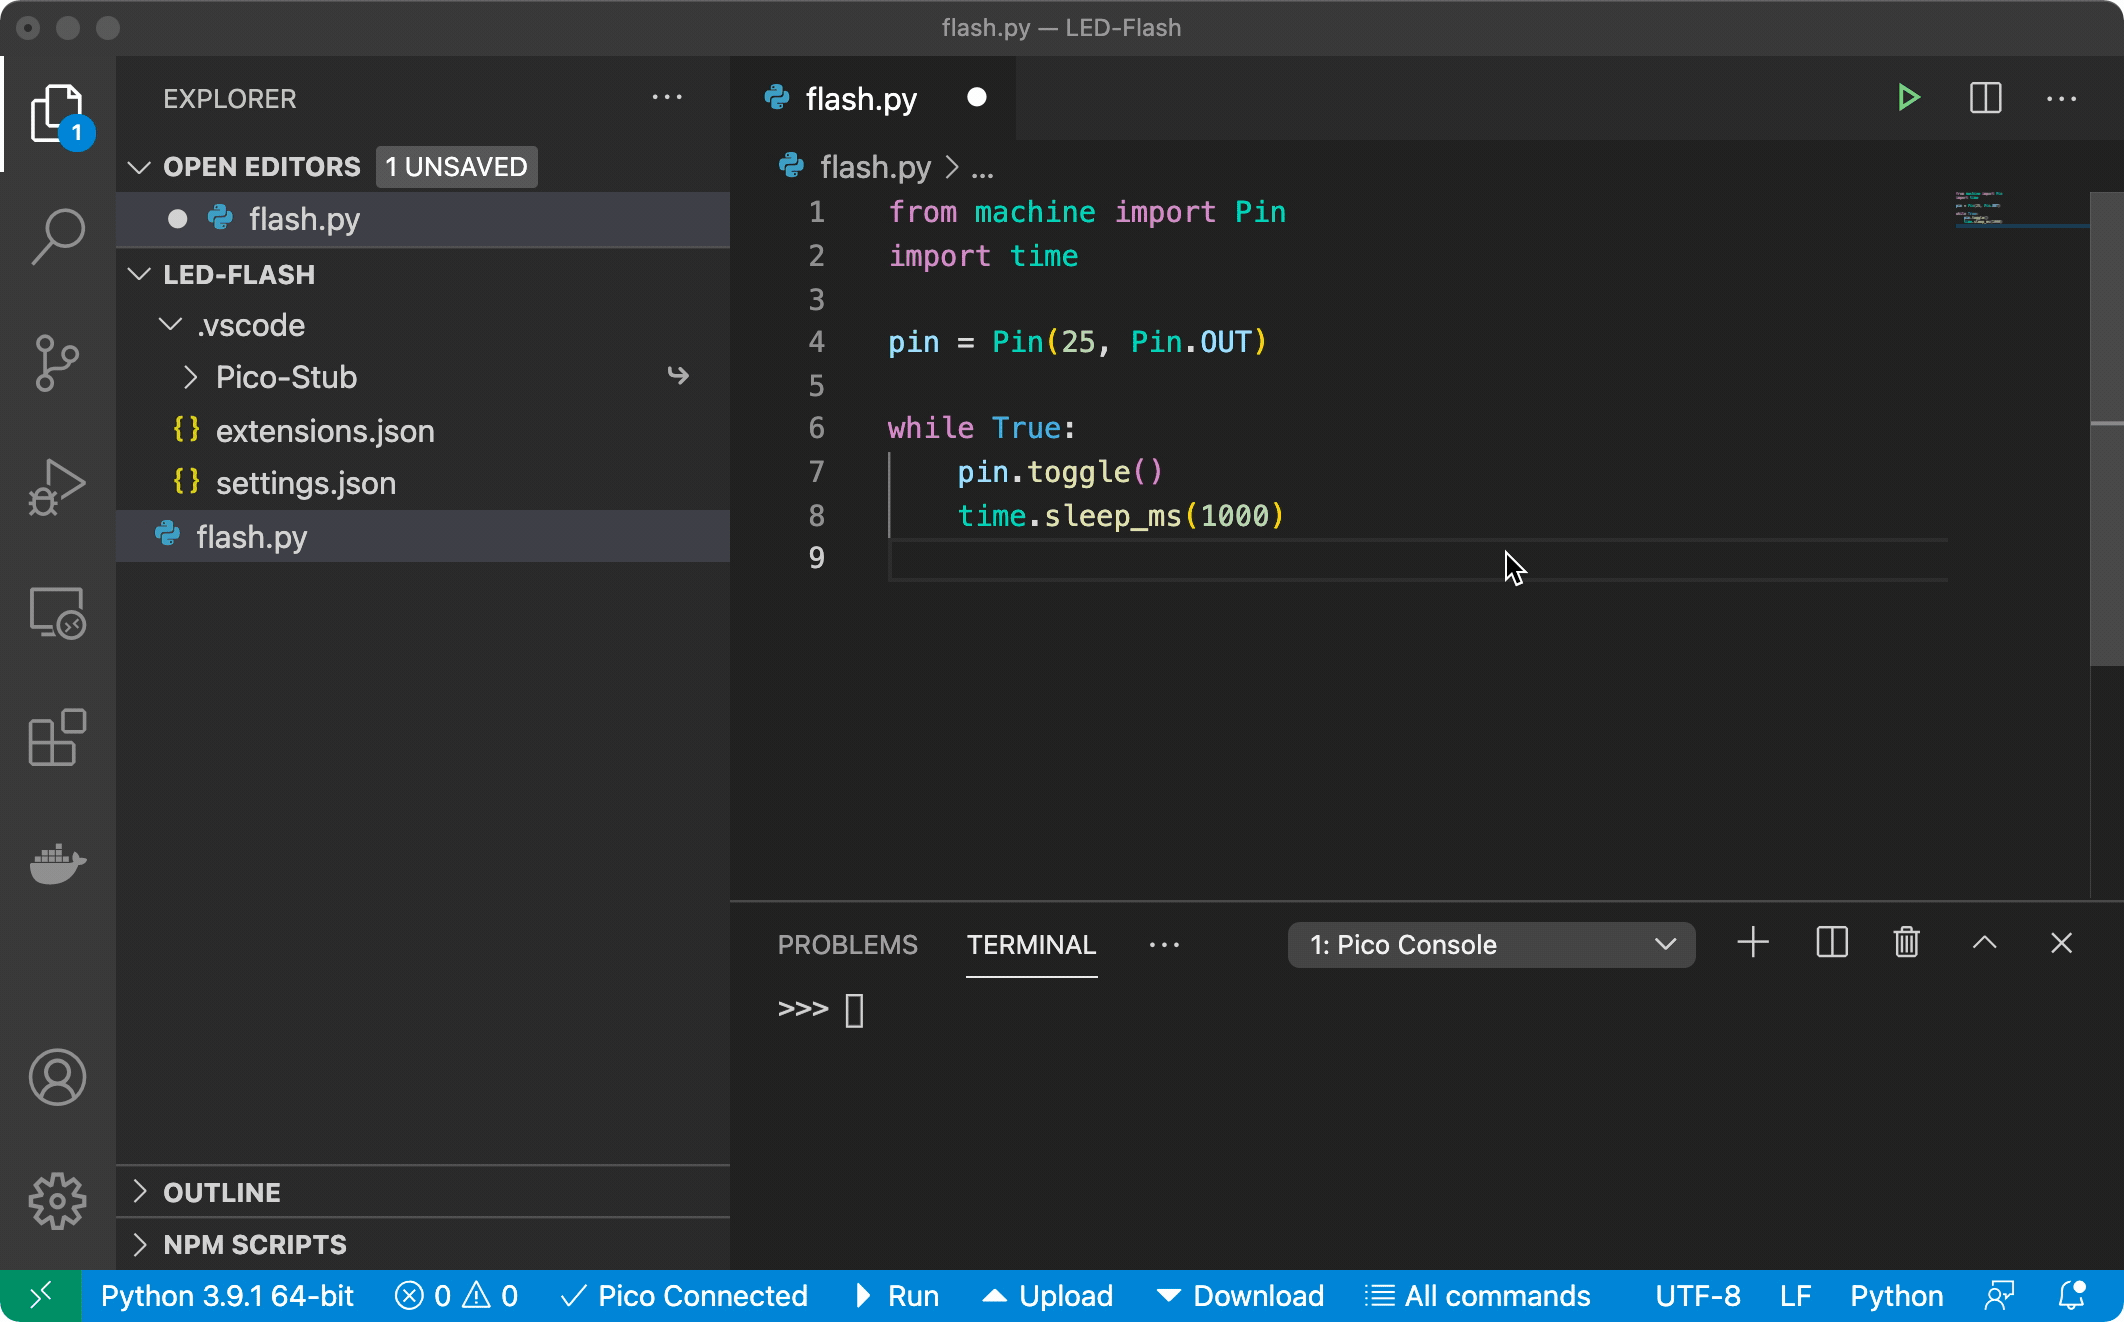 flash.py — LED-Flash
EXPLORER
OPEN EDITORS 1 UNSAVED
flash.py
LED-FLASH
.vscode
Pico-Stub
extensions.json
settings.json
flash.py
OUTLINE
NPM SCRIPTS
1
flash.py
flash.py > ...
1 from machine import Pin
2 import time
3
4 pin = Pin(25, Pin.OUT)
5
6 while True:
7 pin.toggle()
8 time.sleep_ms(1000)
9
PROBLEMS TERMINAL ... 1: Pico Console
>>>
Python 3.9.1 64-bit 0 0 Pico Connected Run Upload Download All commands UTF-8 LF Python